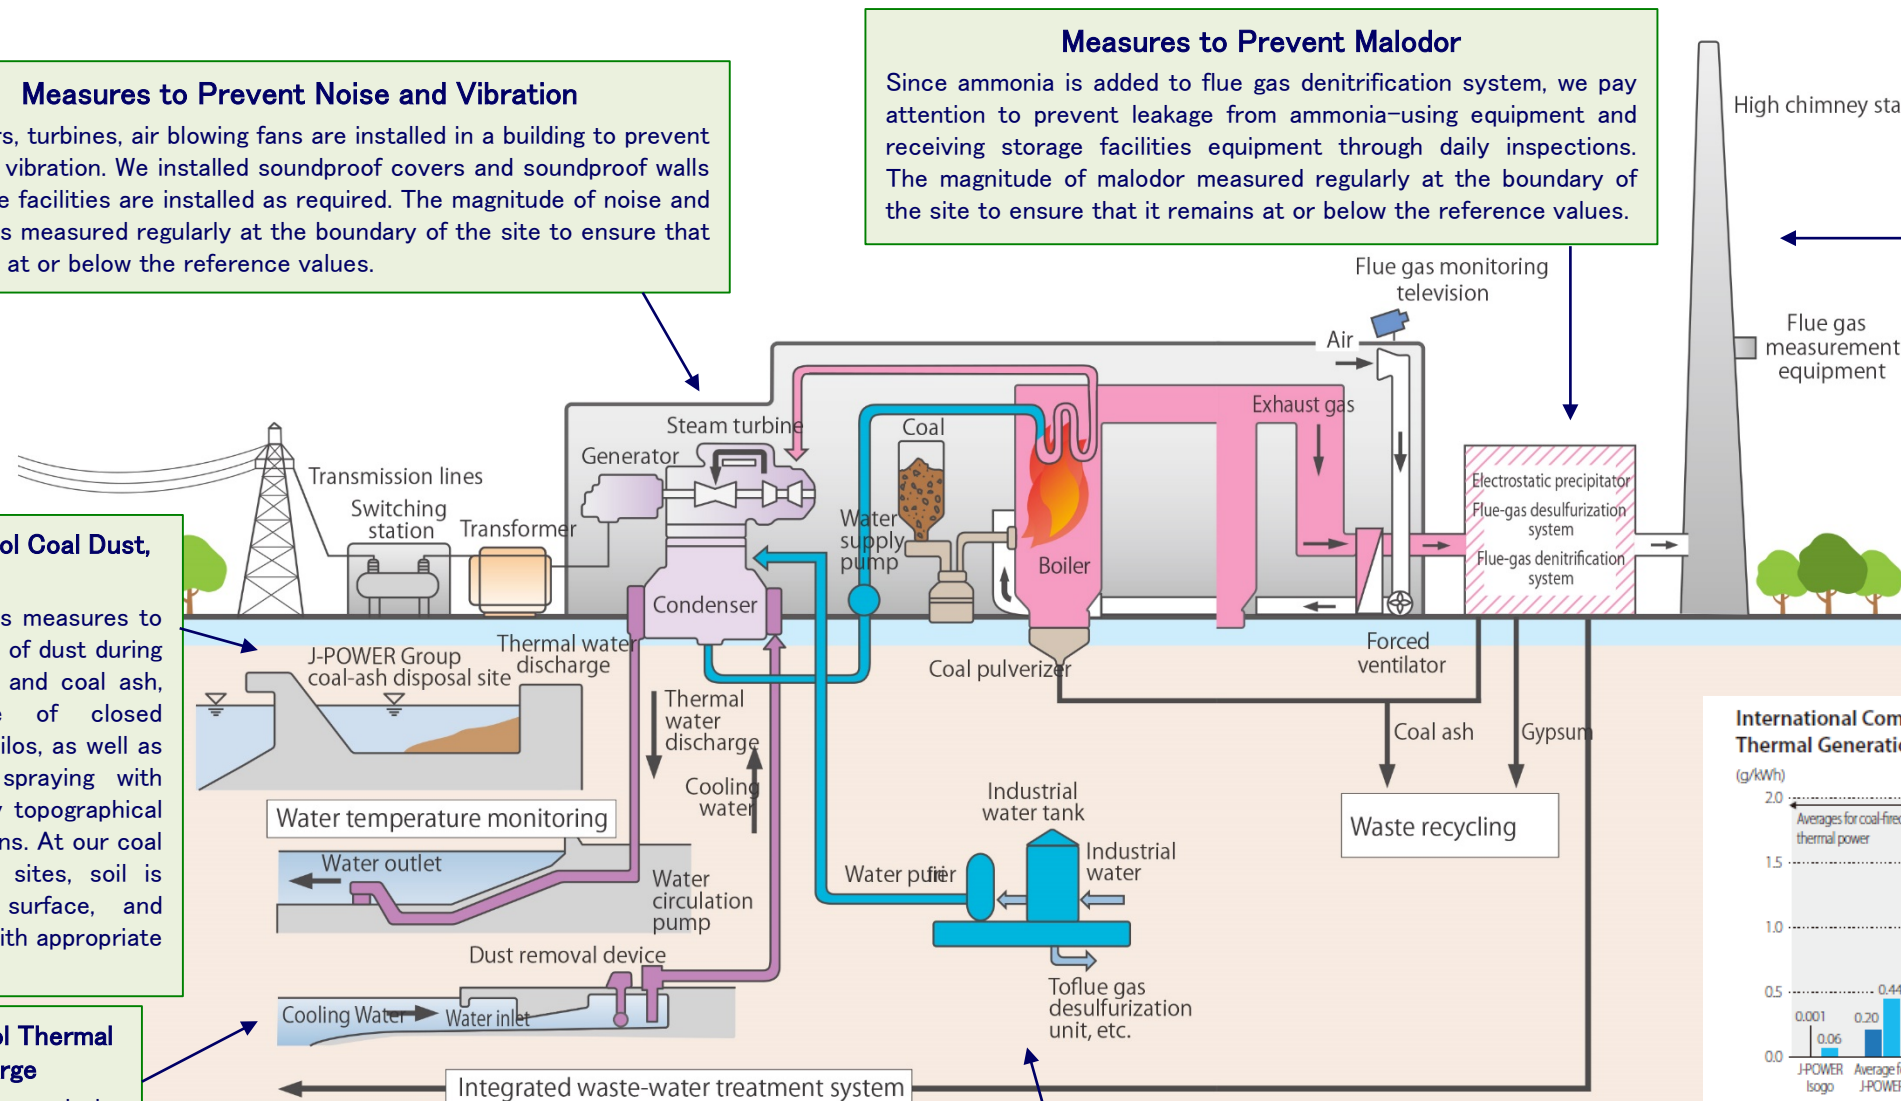 Measures to Prevent Noise and Vibration
rs, turbines, air blowing fans are installed in a building to prevent
vibration. We installed soundproof covers and soundproof walls
e facilities are installed as required. The magnitude of noise and
s measured regularly at the boundary of the site to ensure that
at or below the reference values.
Measures to Prevent Malodor
Since ammonia is added to flue gas denitrification system, we pay
attention to prevent leakage from ammonia-using equipment and
receiving storage facilities equipment through daily inspections.
The magnitude of malodor measured regularly at the boundary of
the site to ensure that it remains at or below the reference values.
High chimney sta
Flue gas monitoring
television
Flue gas
measurement
equipment
Air
Exhaust gas
Steam turbine
Coal
Generator
Transmission lines
Switching
station
Transformer
Water
supply
pump
Boiler
Electrostatic precipitator
Flue-gas desulfurization
system
Flue-gas denitrification
system
Condenser
ol Coal Dust,
s measures to
of dust during
and coal ash,
e of closed
ilos, as well as
spraying with
y topographical
ns. At our coal
sites, soil is
surface, and
ith appropriate
J-POWER Group
coal-ash disposal site
Thermal water
discharge
Coal pulverizer
Forced
ventilator
Thermal
water
discharge
Cooling
water
Coal ash
Gypsum
Waste recycling
Water temperature monitoring
Water outlet
Water
circulation
pump
Industrial
water tank
Industrial
water
Water purifier
Dust removal device
Cooling Water
Water inlet
Toflue gas
desulfurization
unit, etc.
Integrated waste-water treatment system
ol Thermal
rge
International Com
Thermal Generatio
(g/kWh)
2.0
Averages for coal-fired
thermal power
1.5
1.0
0.5
0.44
0.001
0.20
0.06
0.0
J-POWER
Isogo
Average f
J-POWER